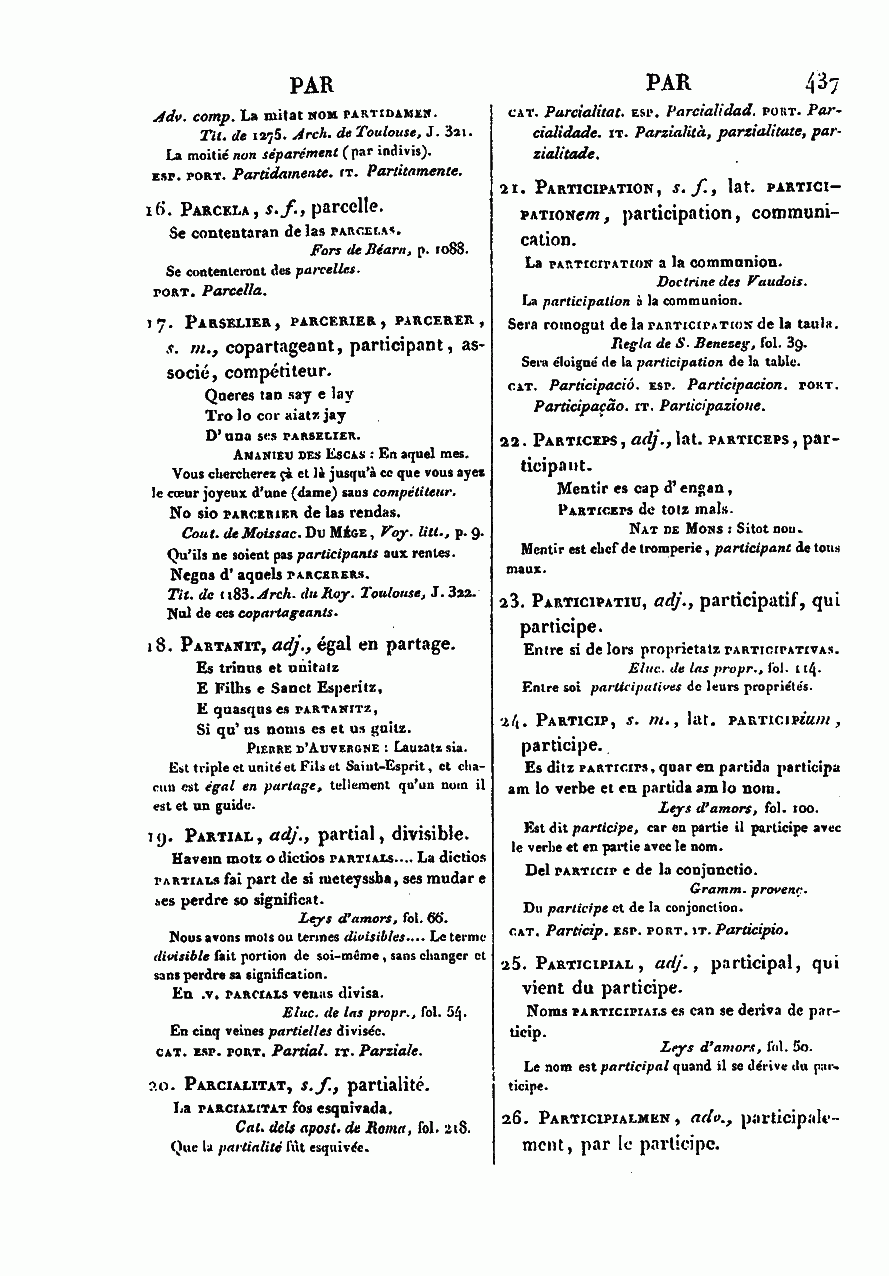 PAR
Adv. comp. La mitat NOM PARTIDAMEN.
Tit. de 1275. Arch. de Toulouse, J. 321.
La moitié non séparément (par indivis).
ESP. PORT. Partidamente. IT. Partitamente.
16. PARCELA, s. f., parcelle.
Se contentaran de las PARCELAS.
Fors de Béarn, p. 1088.
Se contenteront des parcelles.
PORT. Parcella.
17. PARSELIER, PARCERIER, PARCERER,
s. m., copartageant, participant, as-
socié, compétiteur.
Queres tan say e lay
Tro lo cor aiatz jay
D'una ses PARSELIER.
AMANIEU DES ESCAS : En aquel mes.
Vous chercherez çà et là jusqu'à ce que vous ayez
le cœur joyeux d'une (dame) sans compétiteur.
No sio PARCERIER de las rendas.
Cout. de Moissac. DU MÈGE, Voy. litt., p. 9.
Qu'ils ne soient pas participants aux rentes.
Negus d'aquels PARCERERS.
Tit. de 1183. Arch. du Roy. Toulouse, J. 322.
Nul de ces copartageants.
18. PARTANIT, adj., égal en partage.
Es trinus et unitatz
E Filhs e Sanct Esperitz,
E quasqus es PARTANITZ,
Si qu'us noms es et us guitz.
PIERRE D'AUVERGNE : Lauzatz sia.
Est triple et unité et Fils et Saint-Esprit, et cha-
cun est égal en partage, tellement qu'un nom il
est et un guide.
19. PARTIAL, adj., partial, divisible.
Havem motz o dictios PARTIALS.... La dictios
PARTIALS fai part de si meteyssha, ses mudar e
ses perdre so significat.
Leys d'amors, fol. 66.
Nous avons mots ou termes divisibles.... Le terme
divisible fait portion de soi-même, sans changer et
sans perdre sa signification.
En .V. PARCIALS venas divisa.
Eluc. de las propr., fol. 54.
En cinq veines partielles divisée.
CAT. ESP. PORT. Partial. IT. Parziale.
20. PARCIALITAT, s. f., partialité.
La PARCIALITAT fos esquivada.
Cat. dels apost. de Roma, fol. 218.
Que la partialité fût esquivée.
PAR 437
CAT. Parcialitat. ESP. Parcialidad. PORT. Par-
cialidade. IT. Parzialità, parzialitate, par-
zialitade.
21. PARTICIPATION, s. f., lat. PARTICI-
PATIONem, participation, communi-
cation.
La PARTICIPATION a la communion.
Doctrine des Vaudois.
La participation à la communion.
Sera romogut de la PARTICIPATION de la taula.
Regla de S. Benezeg, fol. 39.
Sera éloigné de la participation de la table.
CAT. Participació. ESP. Participacion. PORT.
Participação. IT. Participazione.
22. PARTICEPS, adj., lat. PARTICEPS, par-
ticipant.
Mentir es cap d'engan,
PARTICEPS de totz mals.
NAT DE MONS : Sitot non.
Mentir est chef de tromperie, participant de tous
maux.
23. PARTICIPATIU, adj., participatif, qui
participe.
Entre si de lors proprietatz PARTICIPATIVAS.
Eluc. de las propr., fol. 114.
Entre soi participatives de leurs propriétés.
24. PARTICIP, s. m., lat. PARTICIPium,
participe.
Es ditz PARTICIPS, quar en partida participa
am lo verbe et en partida am lo nom.
Leys d'amors, fol. 100.
Est dit participe, car en partie il participe avec
le verbe et en partie avec le nom.
Del PARTICIP e de la conjunctio.
Gramm. provenç.
Du participe et de la conjonction.
CAT. Particip. ESP. PORT. IT. Participio.
25. PARTICIPIAL, adj., participal, qui
vient du participe.
Noms PARTICIPIALS es can se deriva de par-
ticip.
Leys d'amors, fol. 50.
Le nom est participal quand il se dérive du par-
ticipe.
26. PARTICIPIALMEN, adv., participale-
ment, par le participe.